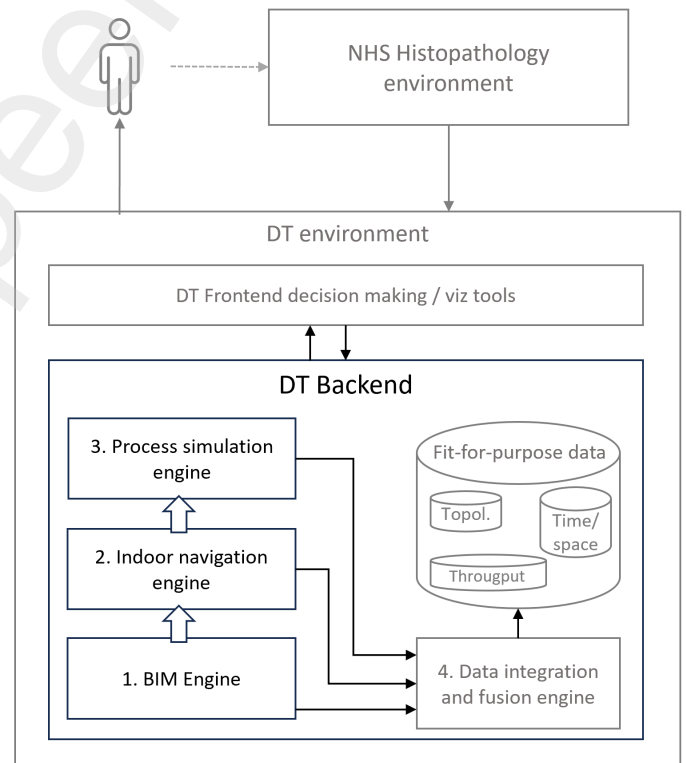 NHS Histopathology
environment
DT environment
DT Frontend decision making / viz tools
DT Backend
3. Process simulation
engine
2. Indoor navigation
engine
1. BIM Engine
Fit-for-purpose data
Topol.
Time/
space
Througput
4. Data integration
and fusion engine
peer